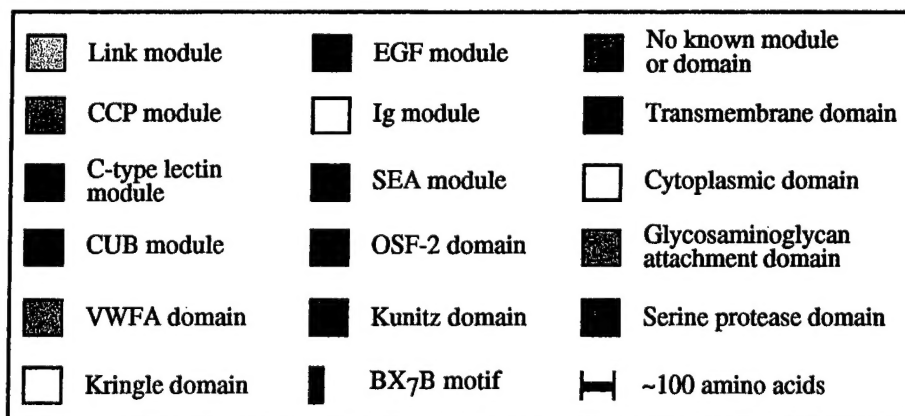 Link module
CCP module
C-type lectin
module
CUB module
VWFA domain
Kringle domain
EGF module
Ig module
SEA module
OSF-2 domain
Kunitz domain
BX7B motif
No known module
or domain
Transmembrane domain
Cytoplasmic domain
Glycosaminoglycan
attachment domain
Serine protease domain
~100 amino acids